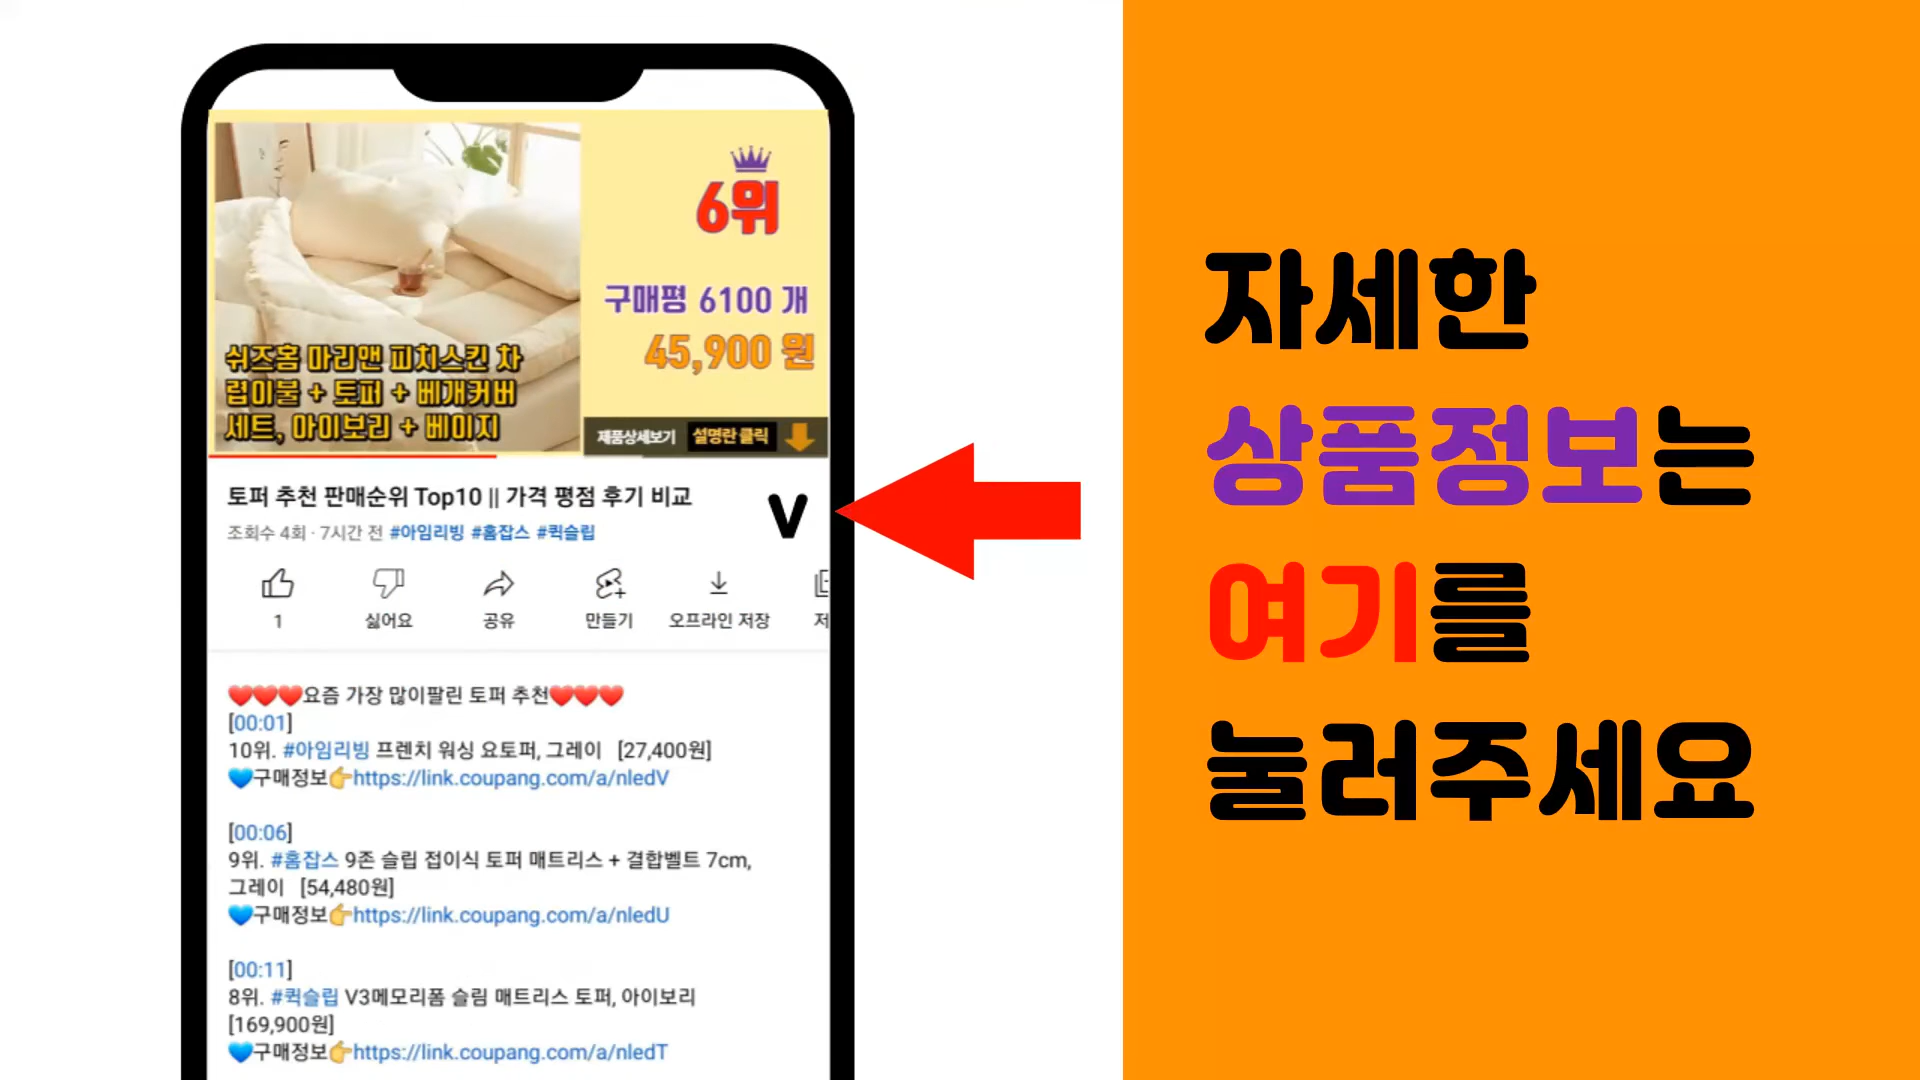 6위
구매평 6100 개
45,900 원
쉬즈홈 마리앤 피치스킨 차
렵이불 + 토퍼 + 베개커버
세트, 아이보리 + 베이지
제품상세보기 설명란 클릭
토퍼 추천 판매순위 Top10 || 가격 평점 후기 비교
V
조회수 4회 · 7시간 전 #아임리빙 #홈잡스 #퀵슬립
1 싫어요 공유 만들기 오프라인 저장 저
❤️❤️❤️요즘 가장 많이팔린 토퍼 추천❤️❤️❤️
[00:01]
10위. #아임리빙 프렌치 워싱 요토퍼, 그레이 [27,400원]
💙구매정보👉https://link.coupang.com/a/nledV
[00:06]
9위. #홈잡스 9존 슬립 접이식 토퍼 매트리스 + 결합벨트 7cm,
그레이 [54,480원]
💙구매정보👉https://link.coupang.com/a/nledU
[00:11]
8위. #퀵슬립 V3메모리폼 슬림 매트리스 토퍼, 아이보리
[169,900원]
💙구매정보👉https://link.coupang.com/a/nledT
자세한
상품정보는
여기를
눌러주세요